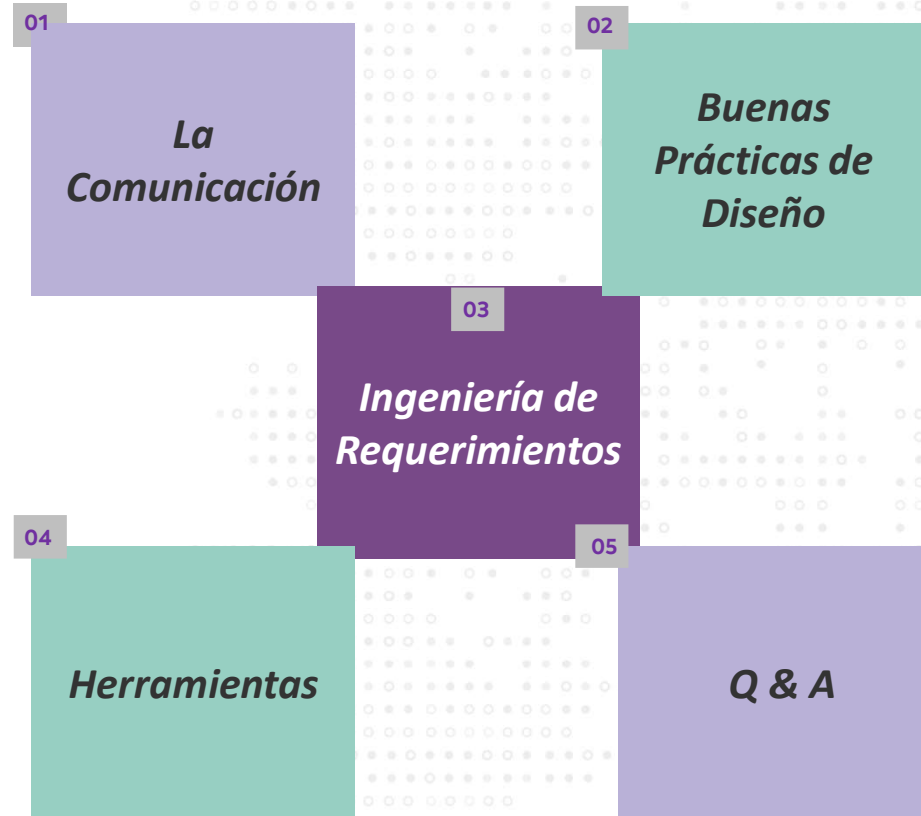 01
La
Comunicación
02
Buenas
Prácticas de
Diseño
03
Ingeniería de
Requerimientos
04
Herramientas
05
Q & A